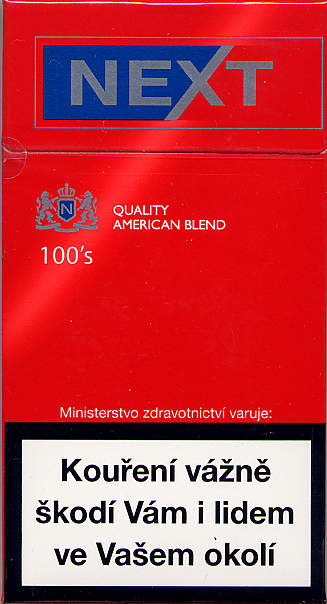 NEXT
N
QUALITY
AMERICAN BLEND
100's
Ministerstvo zdravotnictví varuje:
Kouření vážně
škodí Vám i lidem
ve Vašem okolí